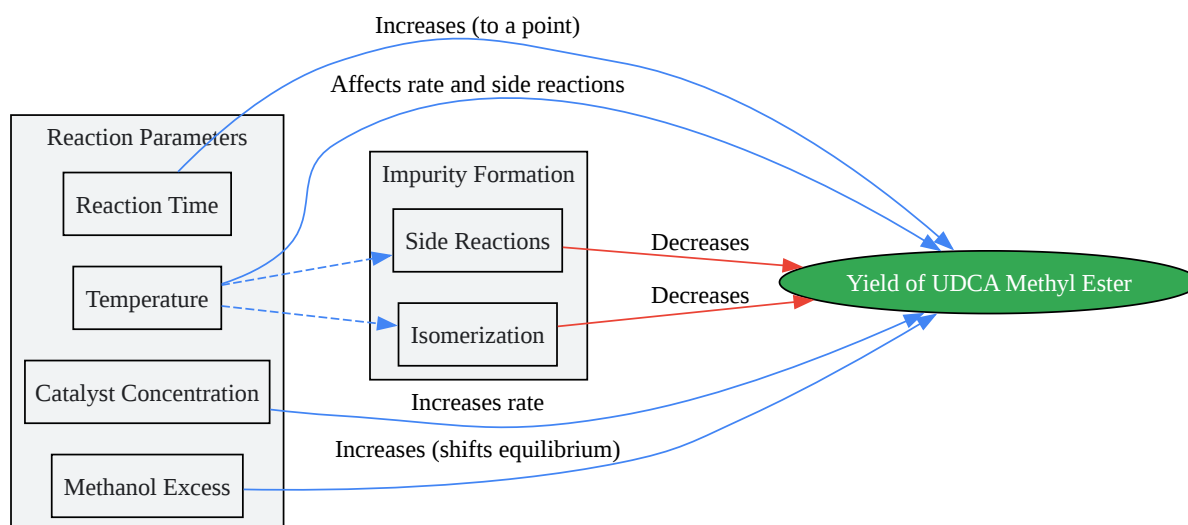 Increases (to a point)
Affects rate and side reactions
Reaction Parameters
Reaction Time
Temperature
Catalyst Concentration
Methanol Excess
Impurity Formation
Side Reactions
Isomerization
Decreases
Decreases
Increases rate
Increases (shifts equilibrium)
Yield of UDCA Methyl Ester